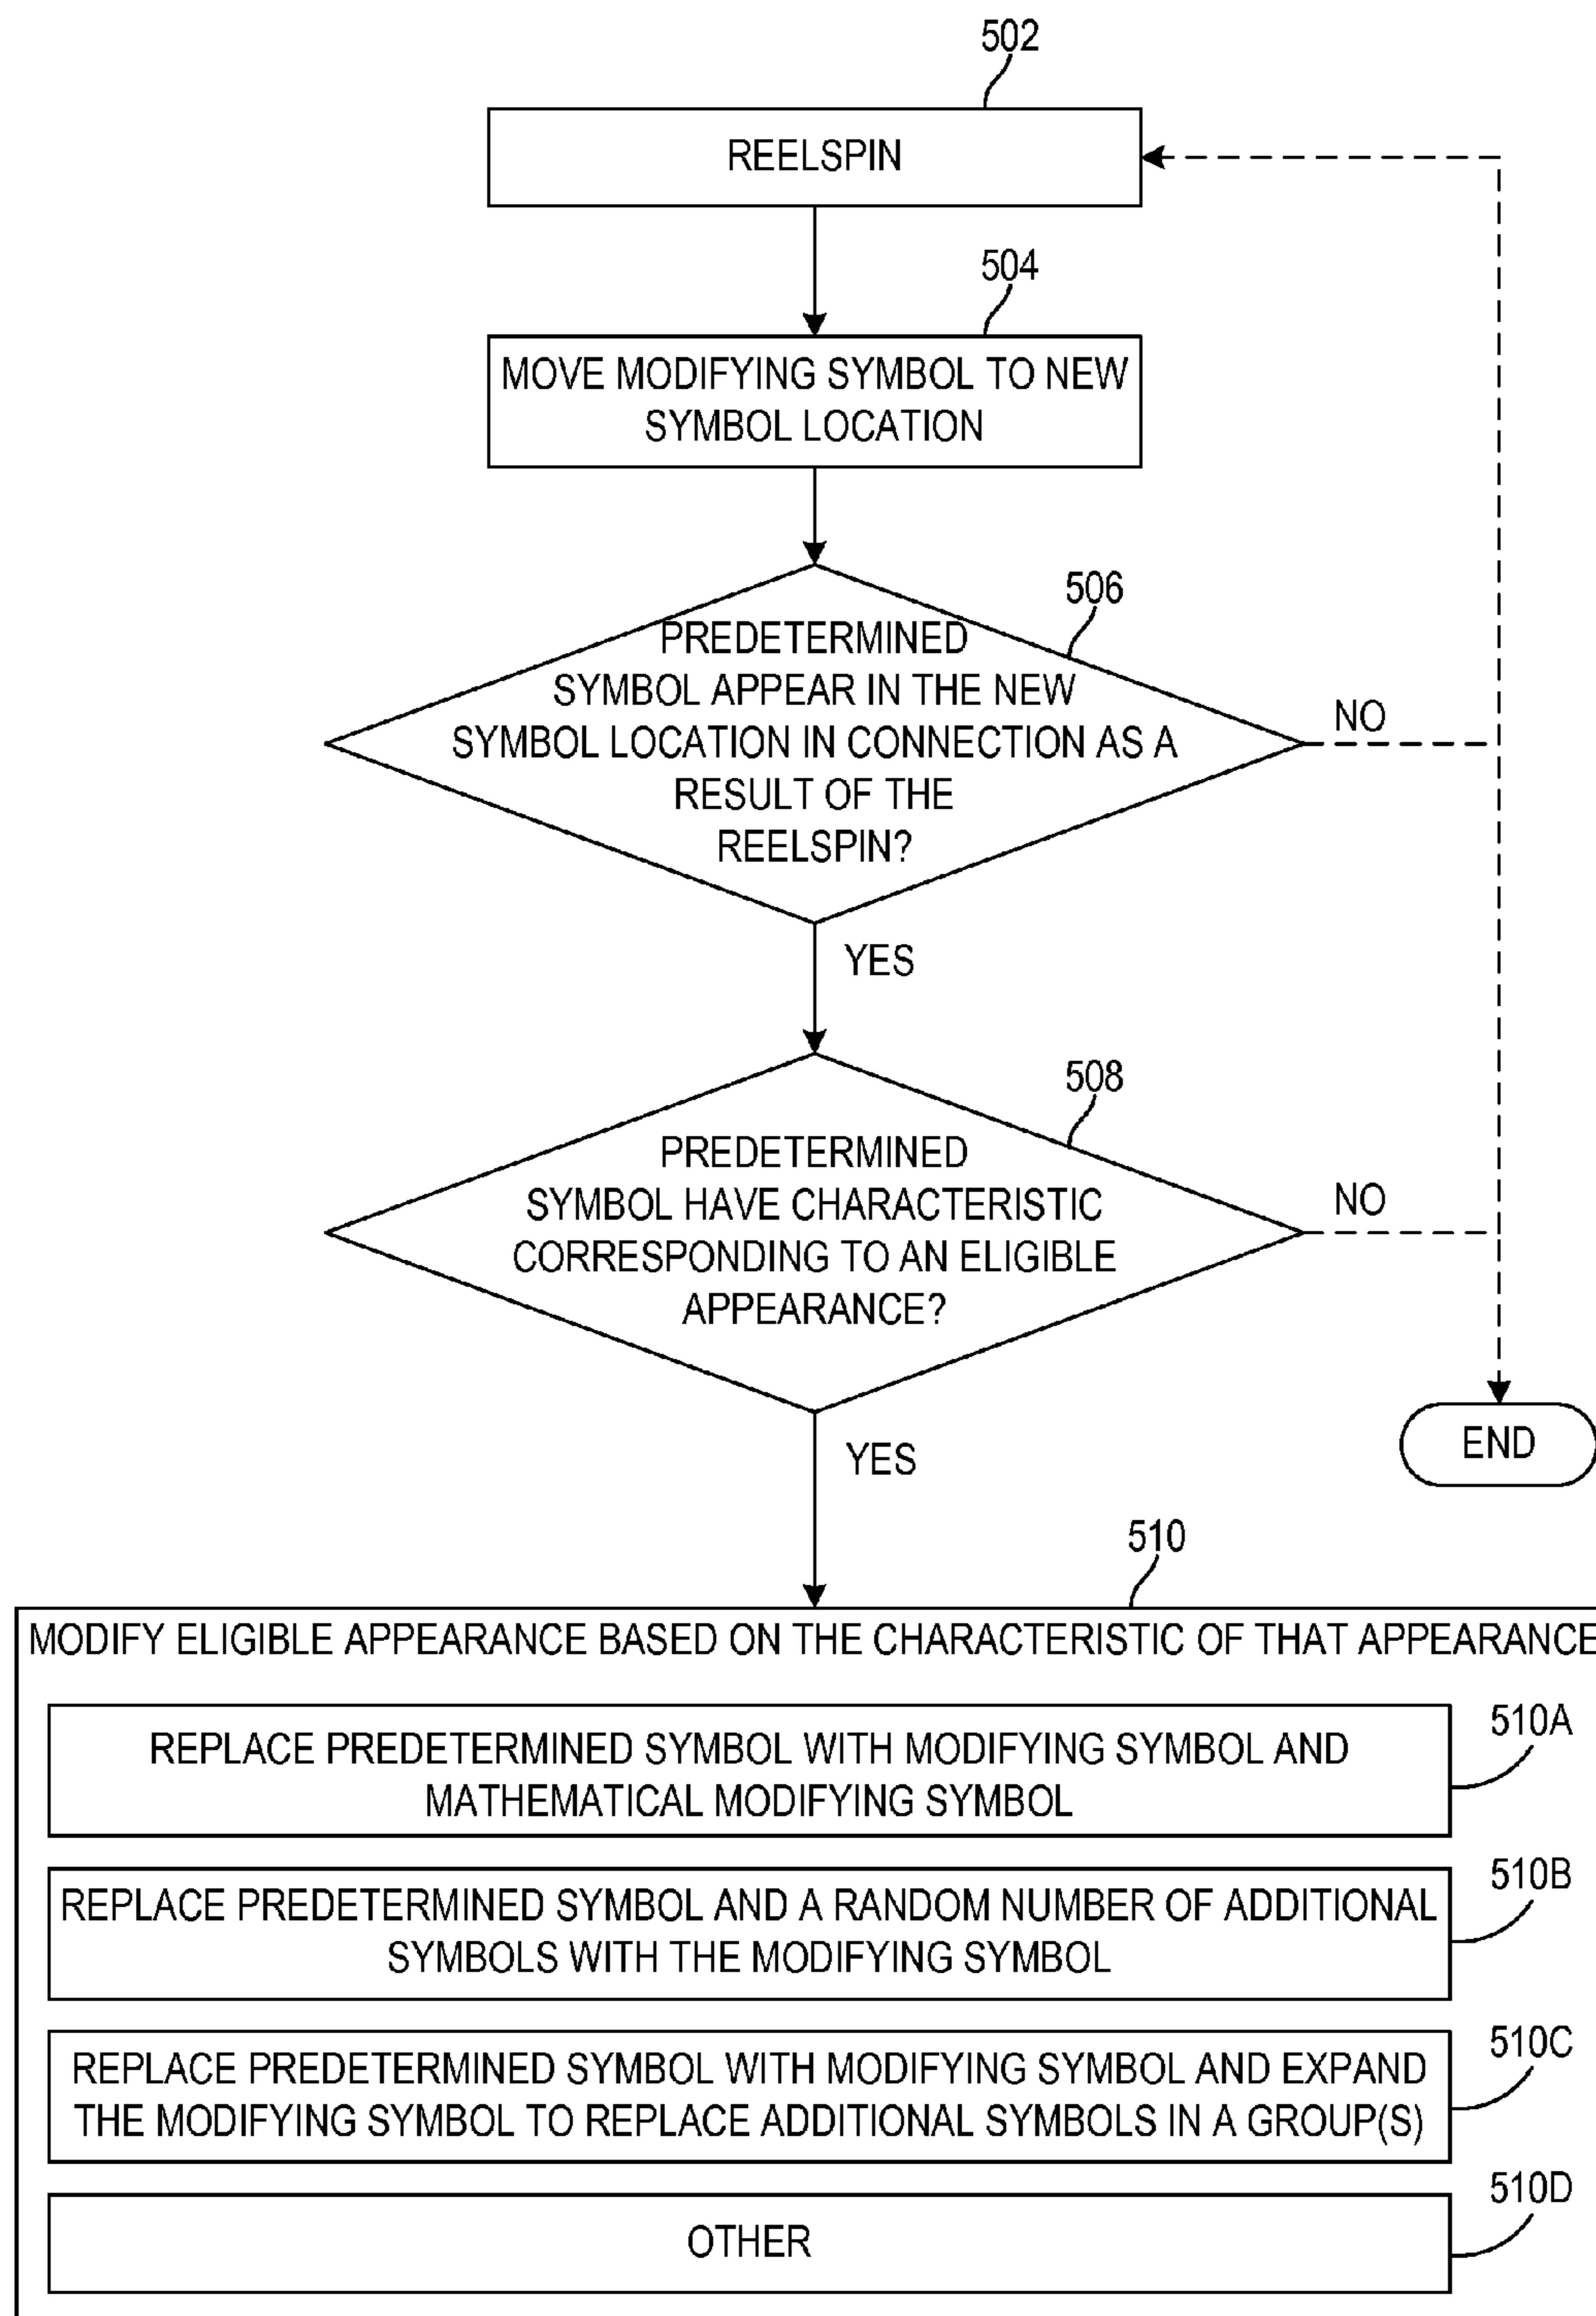 502
REELSPIN
504
MOVE MODIFYING SYMBOL TO NEW
SYMBOL LOCATION
506
PREDETERMINED
SYMBOL APPEAR IN THE NEW
SYMBOL LOCATION IN CONNECTION AS A
RESULT OF THE
REELSPIN?
NO
YES
508
PREDETERMINED
SYMBOL HAVE CHARACTERISTIC
CORRESPONDING TO AN ELIGIBLE
APPEARANCE?
NO
YES
END
510
MODIFY ELIGIBLE APPEARANCE BASED ON THE CHARACTERISTIC OF THAT APPEARANCE
510A
REPLACE PREDETERMINED SYMBOL WITH MODIFYING SYMBOL AND
MATHEMATICAL MODIFYING SYMBOL
510B
REPLACE PREDETERMINED SYMBOL AND A RANDOM NUMBER OF ADDITIONAL
SYMBOLS WITH THE MODIFYING SYMBOL
510C
REPLACE PREDETERMINED SYMBOL WITH MODIFYING SYMBOL AND EXPAND
THE MODIFYING SYMBOL TO REPLACE ADDITIONAL SYMBOLS IN A GROUP(S)
510D
OTHER